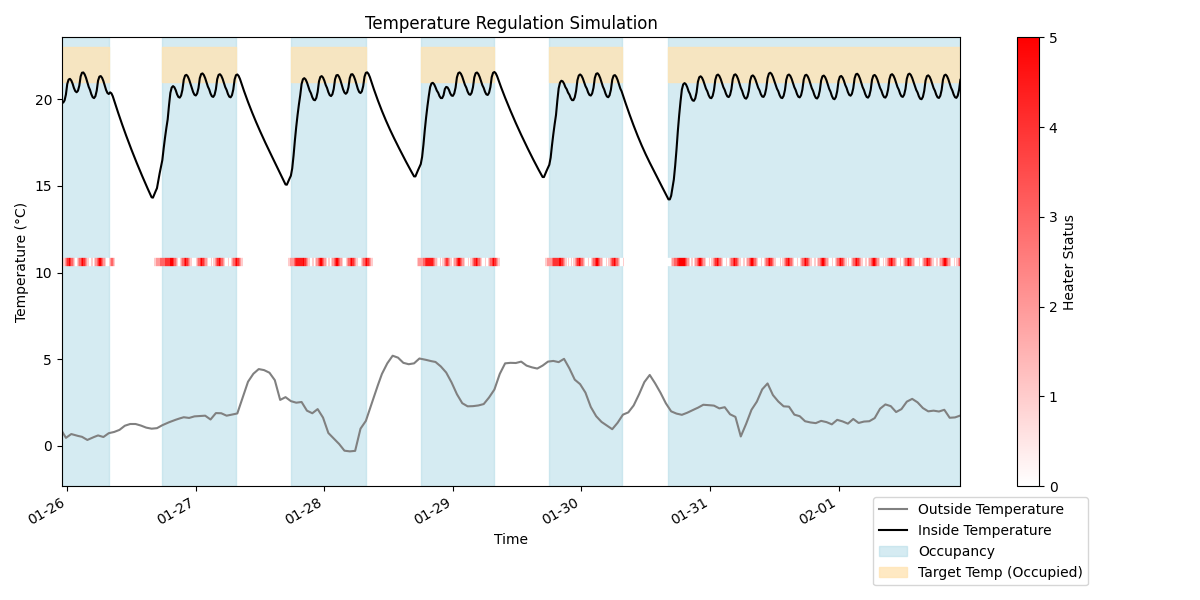 Temperature Regulation Simulation
Temperature (°C)
20
15
10
5
0
01-26
01-27
01-28
01-29
01-30
01-31
02-01
Time
5
4
3
2
1
0
Heater Status
Outside Temperature
Inside Temperature
Occupancy
Target Temp (Occupied)